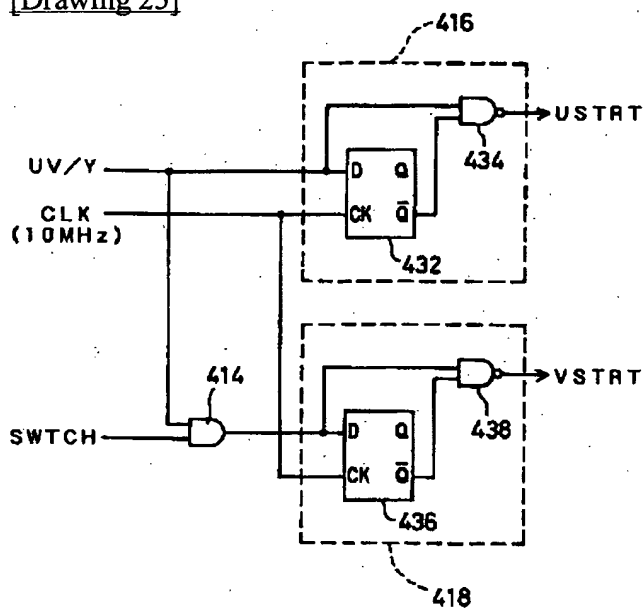 [Drawing 25]
416
USTRT
434
UV/Y
D Q
CLK
(10MHz)
CK Q̅
432
414
VSTRT
438
SWTCH
D Q
CK Q̅
436
418